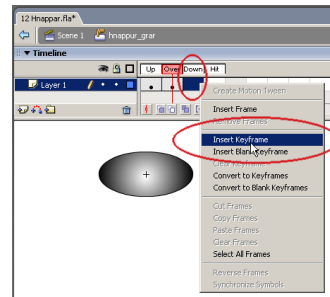 12 Hnappar.fla*
Scene 1 hnappur_grar
Timeline
Up Over Down Hit
Layer 1
Create Motion Tween
Insert Frame
Remove Frames
Insert Keyframe
Insert Blank Keyframe
Clear Keyframe
Convert to Keyframes
Convert to Blank Keyframes
Cut Frames
Copy Frames
Paste Frames
Clear Frames
Select All Frames
Reverse Frames
Synchronize Symbols